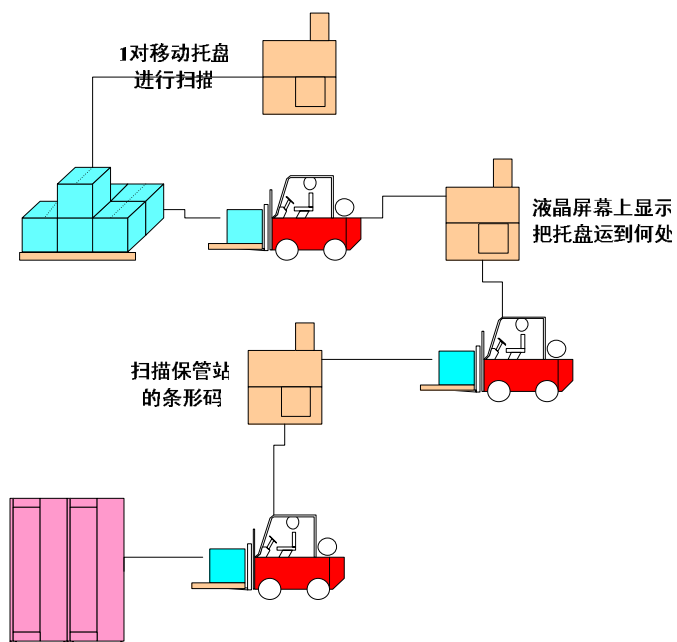 1对移动托盘
进行扫描
液晶屏幕上显示
把托盘运到何处
扫描保管站
的条形码